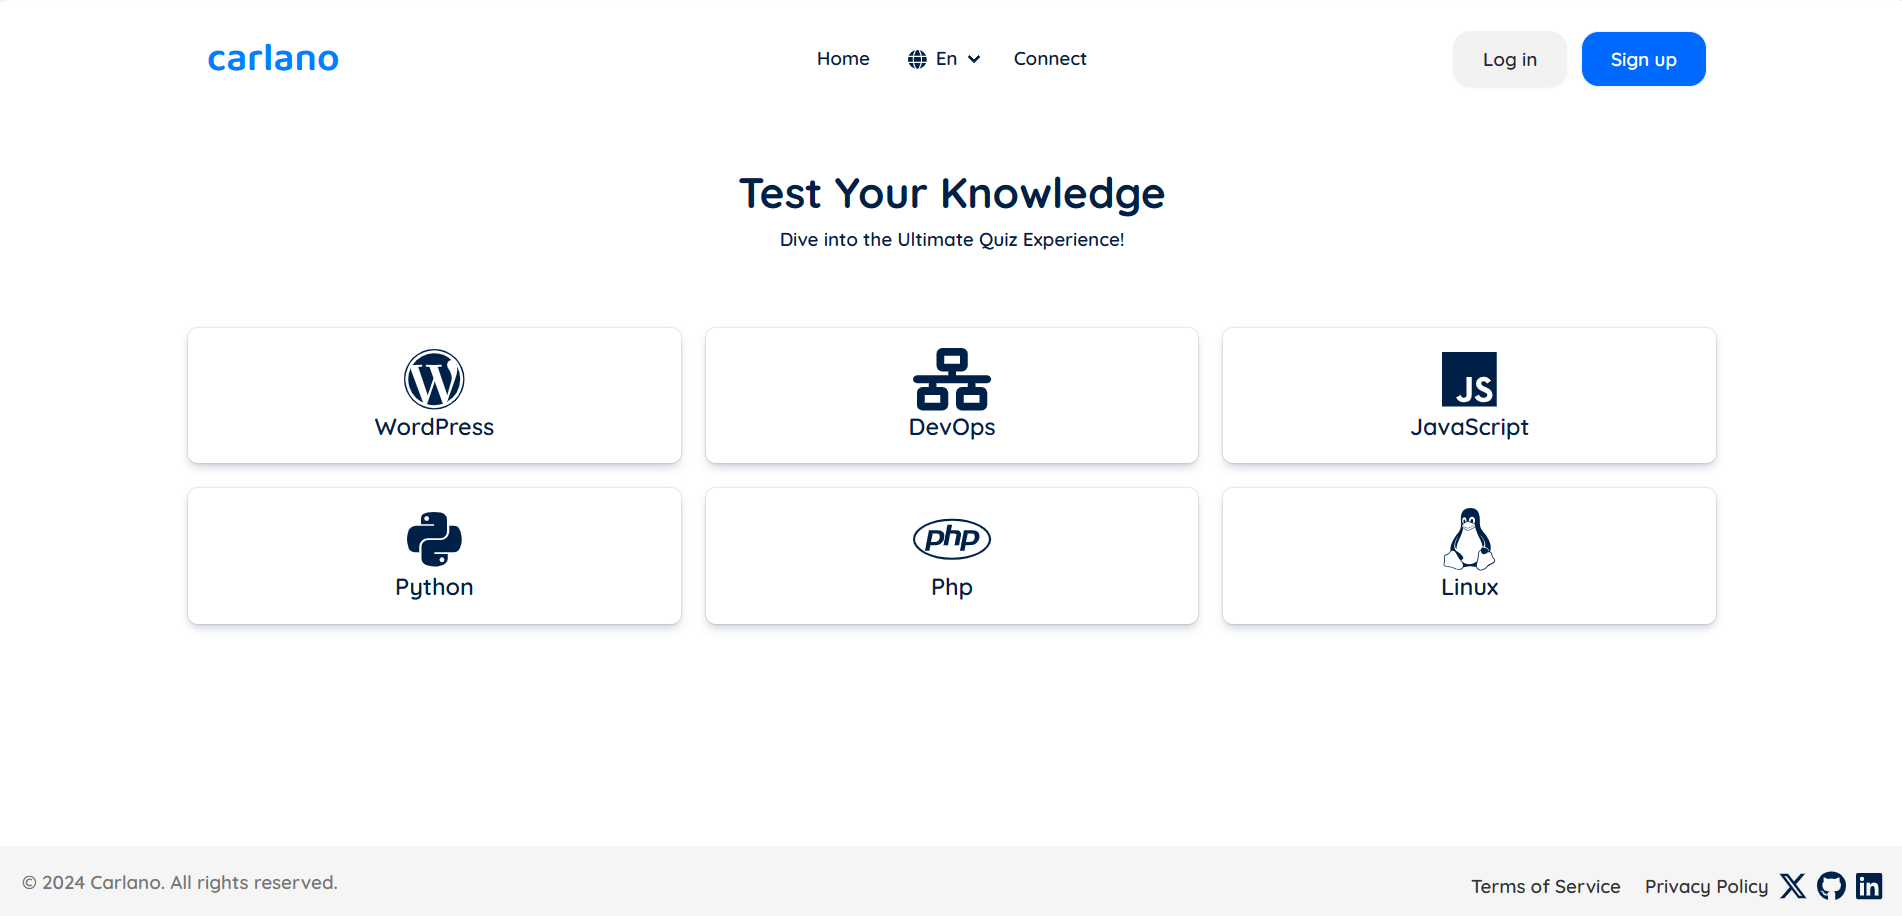 carlano
Home En Connect
Log in Sign up
Test Your Knowledge
Dive into the Ultimate Quiz Experience!
WordPress
DevOps
JS
JavaScript
Python
php
Php
Linux
© 2024 Carlano. All rights reserved.
Terms of Service Privacy Policy X in